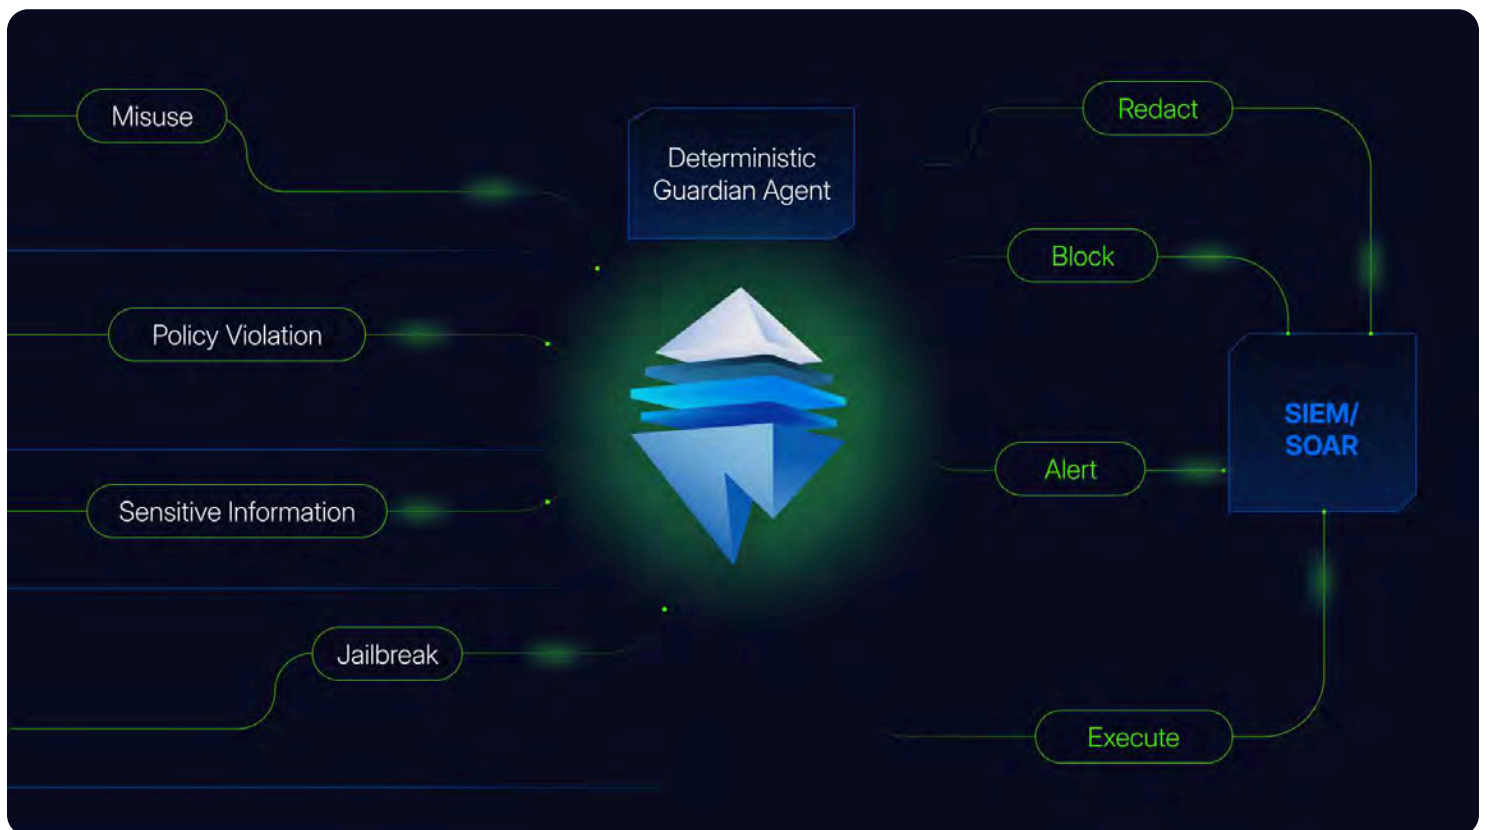 Misuse
Policy Violation
Sensitive Information
Jailbreak
Deterministic
Guardian Agent
Redact
Block
Alert
Execute
SIEM/
SOAR